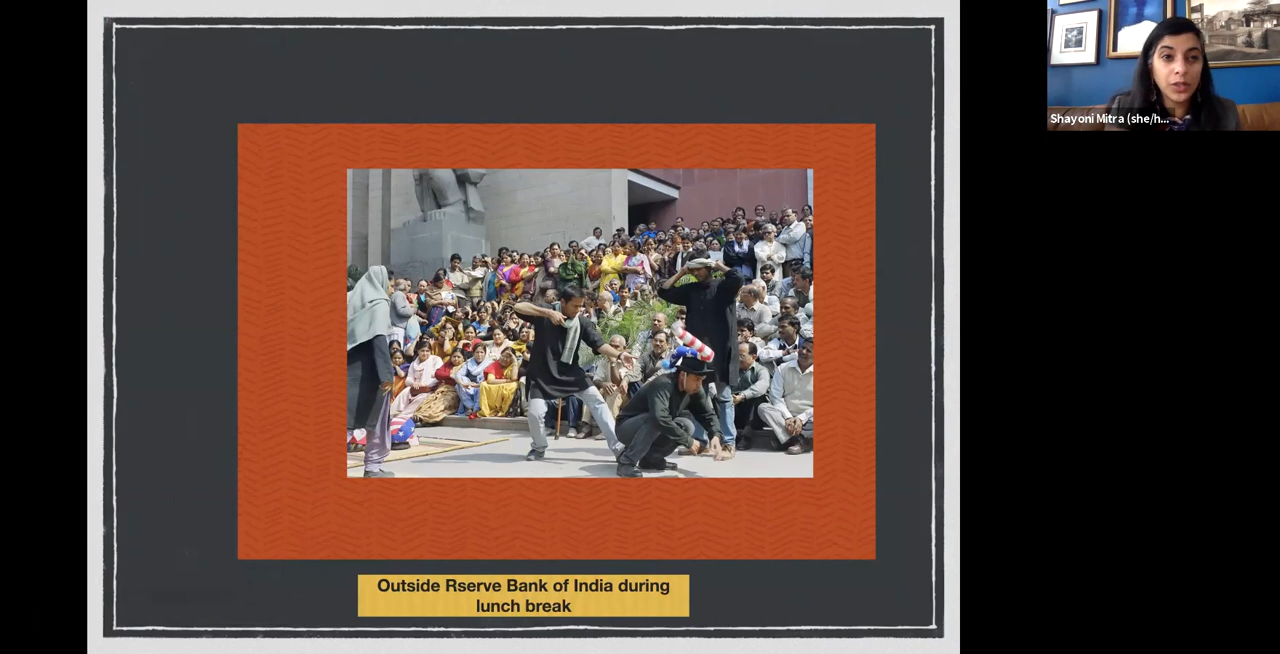 Shayoni Mitra (she/h...
Outside Rserve Bank of India during
lunch break